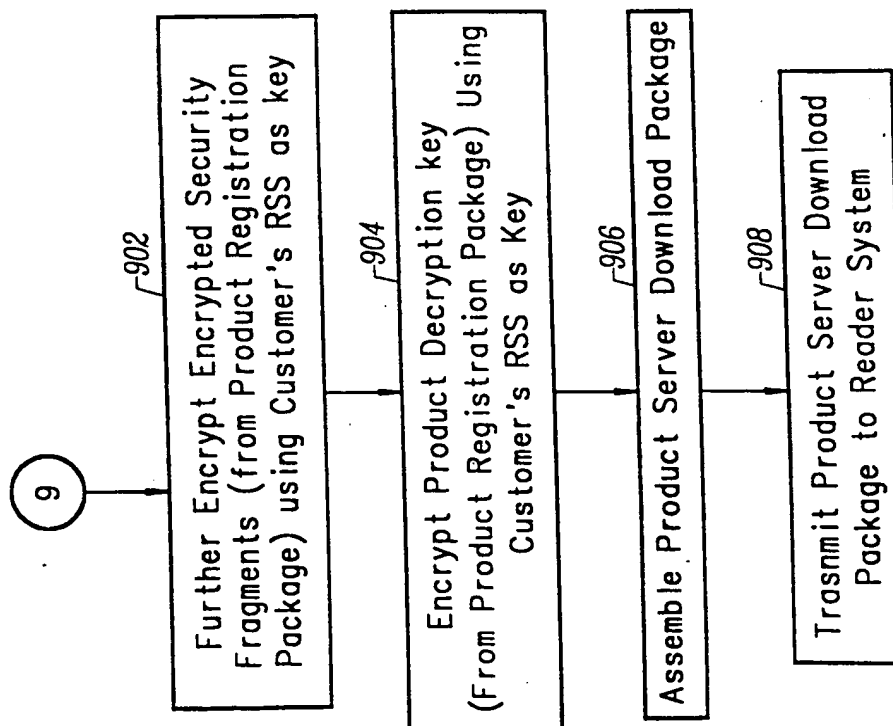 9
902
Further Encrypt Encrypted Security
Fragments (from Product Registration
Package) using Customer's RSS as key
904
Encrypt Product Decryption key
(From Product Registration Package) Using
Customer's RSS as Key
906
Assemble Product Server Download Package
908
Trasnmit Product Server Download
Package to Reader System